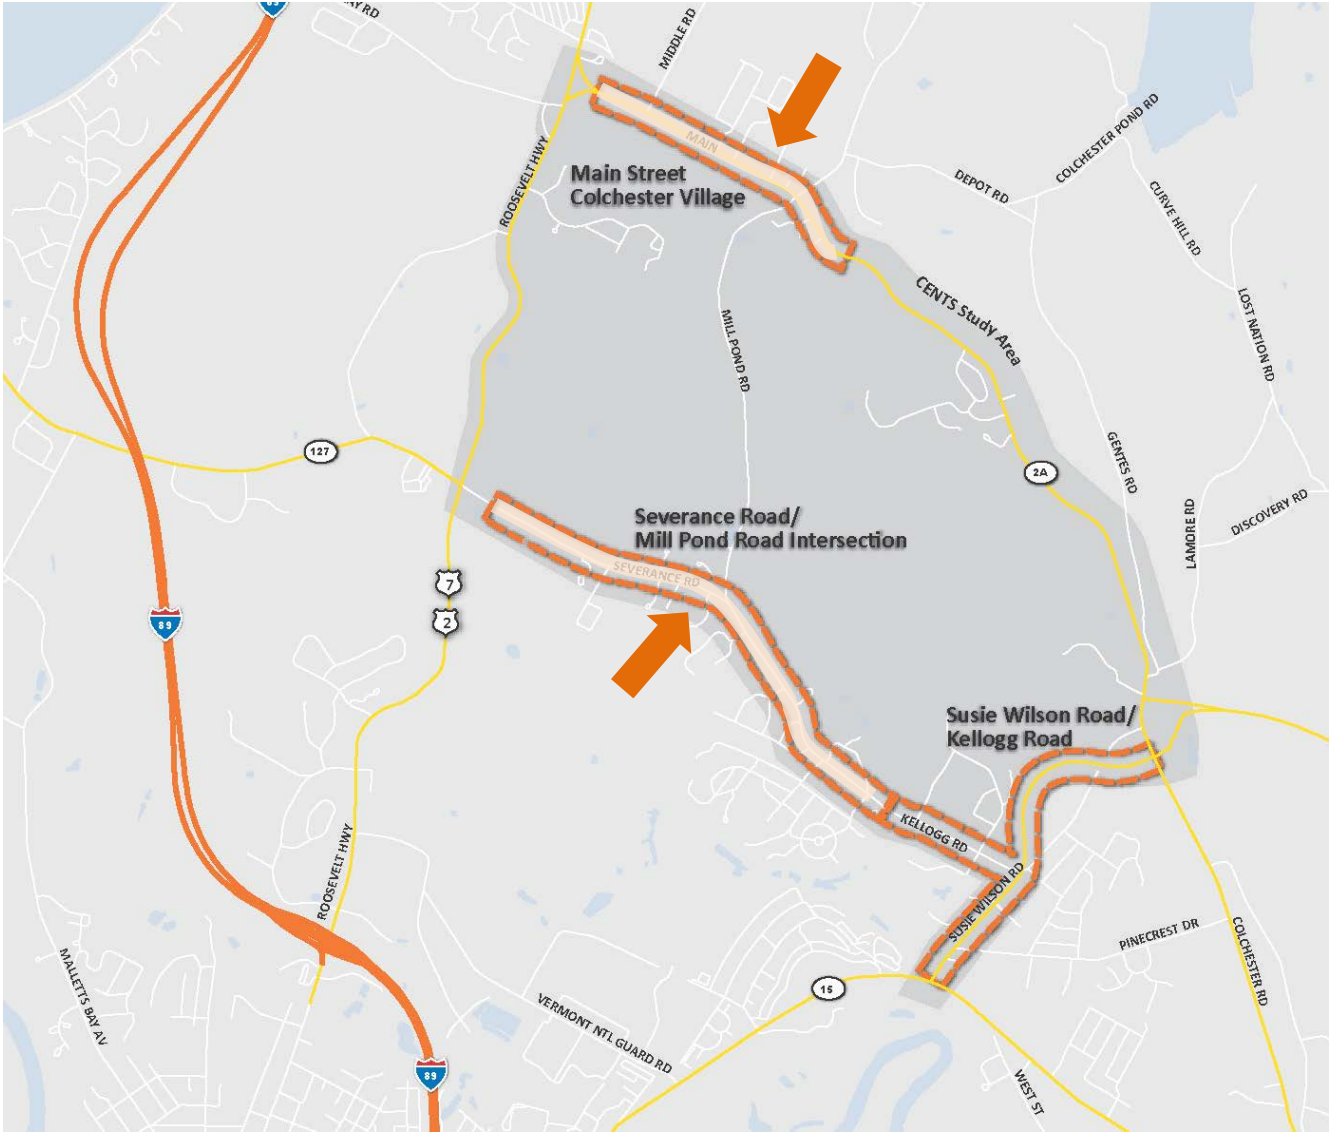 89
AY RD
MIDDLE RD
MAIN
Main Street
Colchester Village
ROOSEVELT HWY
COLCHESTER POND RD
DEPOT RD
CURVE HILL RD
CENTS Study Area
LOST NATION RD
MILL POND RD
127
GENTES RD
2A
DISCOVERY RD
LAMORE RD
Severance Road/
Mill Pond Road Intersection
SEVERANCE RD
7
2
89
Susie Wilson Road/
Kellogg Road
KELLOGG RD
ROOSEVELT HWY
SUSIE WILSON RD
PINECREST DR
COLCHESTER RD
MALLETTS BAY AV
15
VERMONT NTL GUARD RD
89
WEST ST